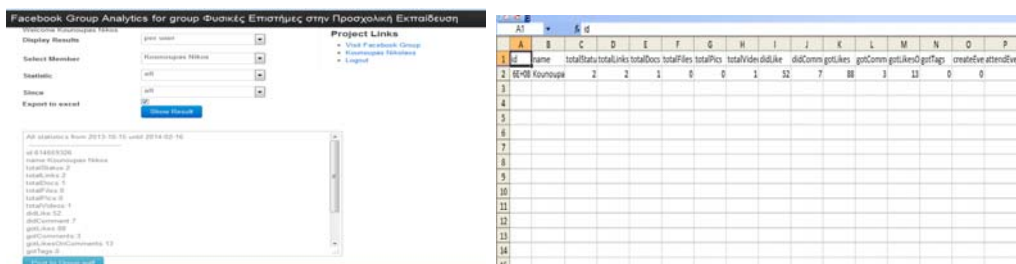 Facebook Group Analytics for group Φυσικές Επιστήμες στην Προσχολική Εκπαίδευση
Welcome Kounoupas Nikos
Display Results
per user
Select Member
Kounoupas Nikos
Statistic
all
Since
all
Export to excel
Show Result
Project Links
Visit Facebook Group
Kounoupas Nikolaos
Logout
All statistics from 2013-10-15 until 2014-02-16
name Kounoupas Nikos
totalStatus 2
totalLinks 2
totalDocs 1
totalFiles 0
totalPics 0
totalVideos 1
didLike 52
didComment 7
gotLikes 88
gotComments 3
gotLikesOnComments 13
gotTags 0
A1 id
A B C D E F G H I J K L M N O P
1 id name totalStatu totalLinks totalDocs totalFiles totalPics totalVideo didLike didComm gotLikes gotComm gotLikesO gotTags createEve attendEve
2 6E+08 Kounoupa 2 2 1 0 0 1 52 7 88 3 13 0 0
3
4
5
6
7
8
9
10
11
12
13
14